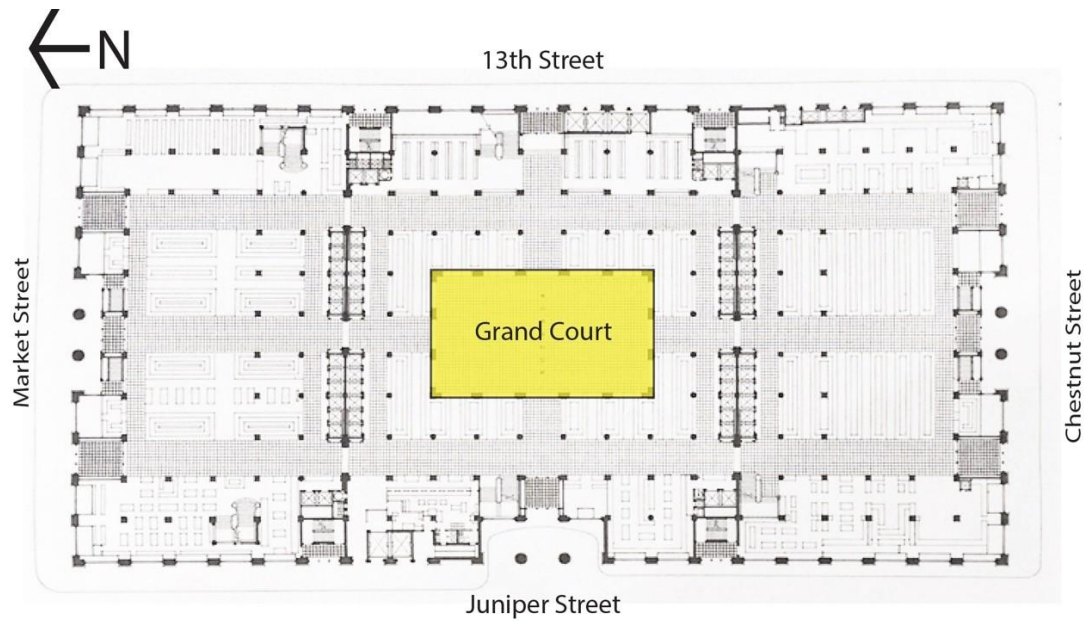 N
13th Street
Market Street
Grand Court
Chestnut Street
Juniper Street